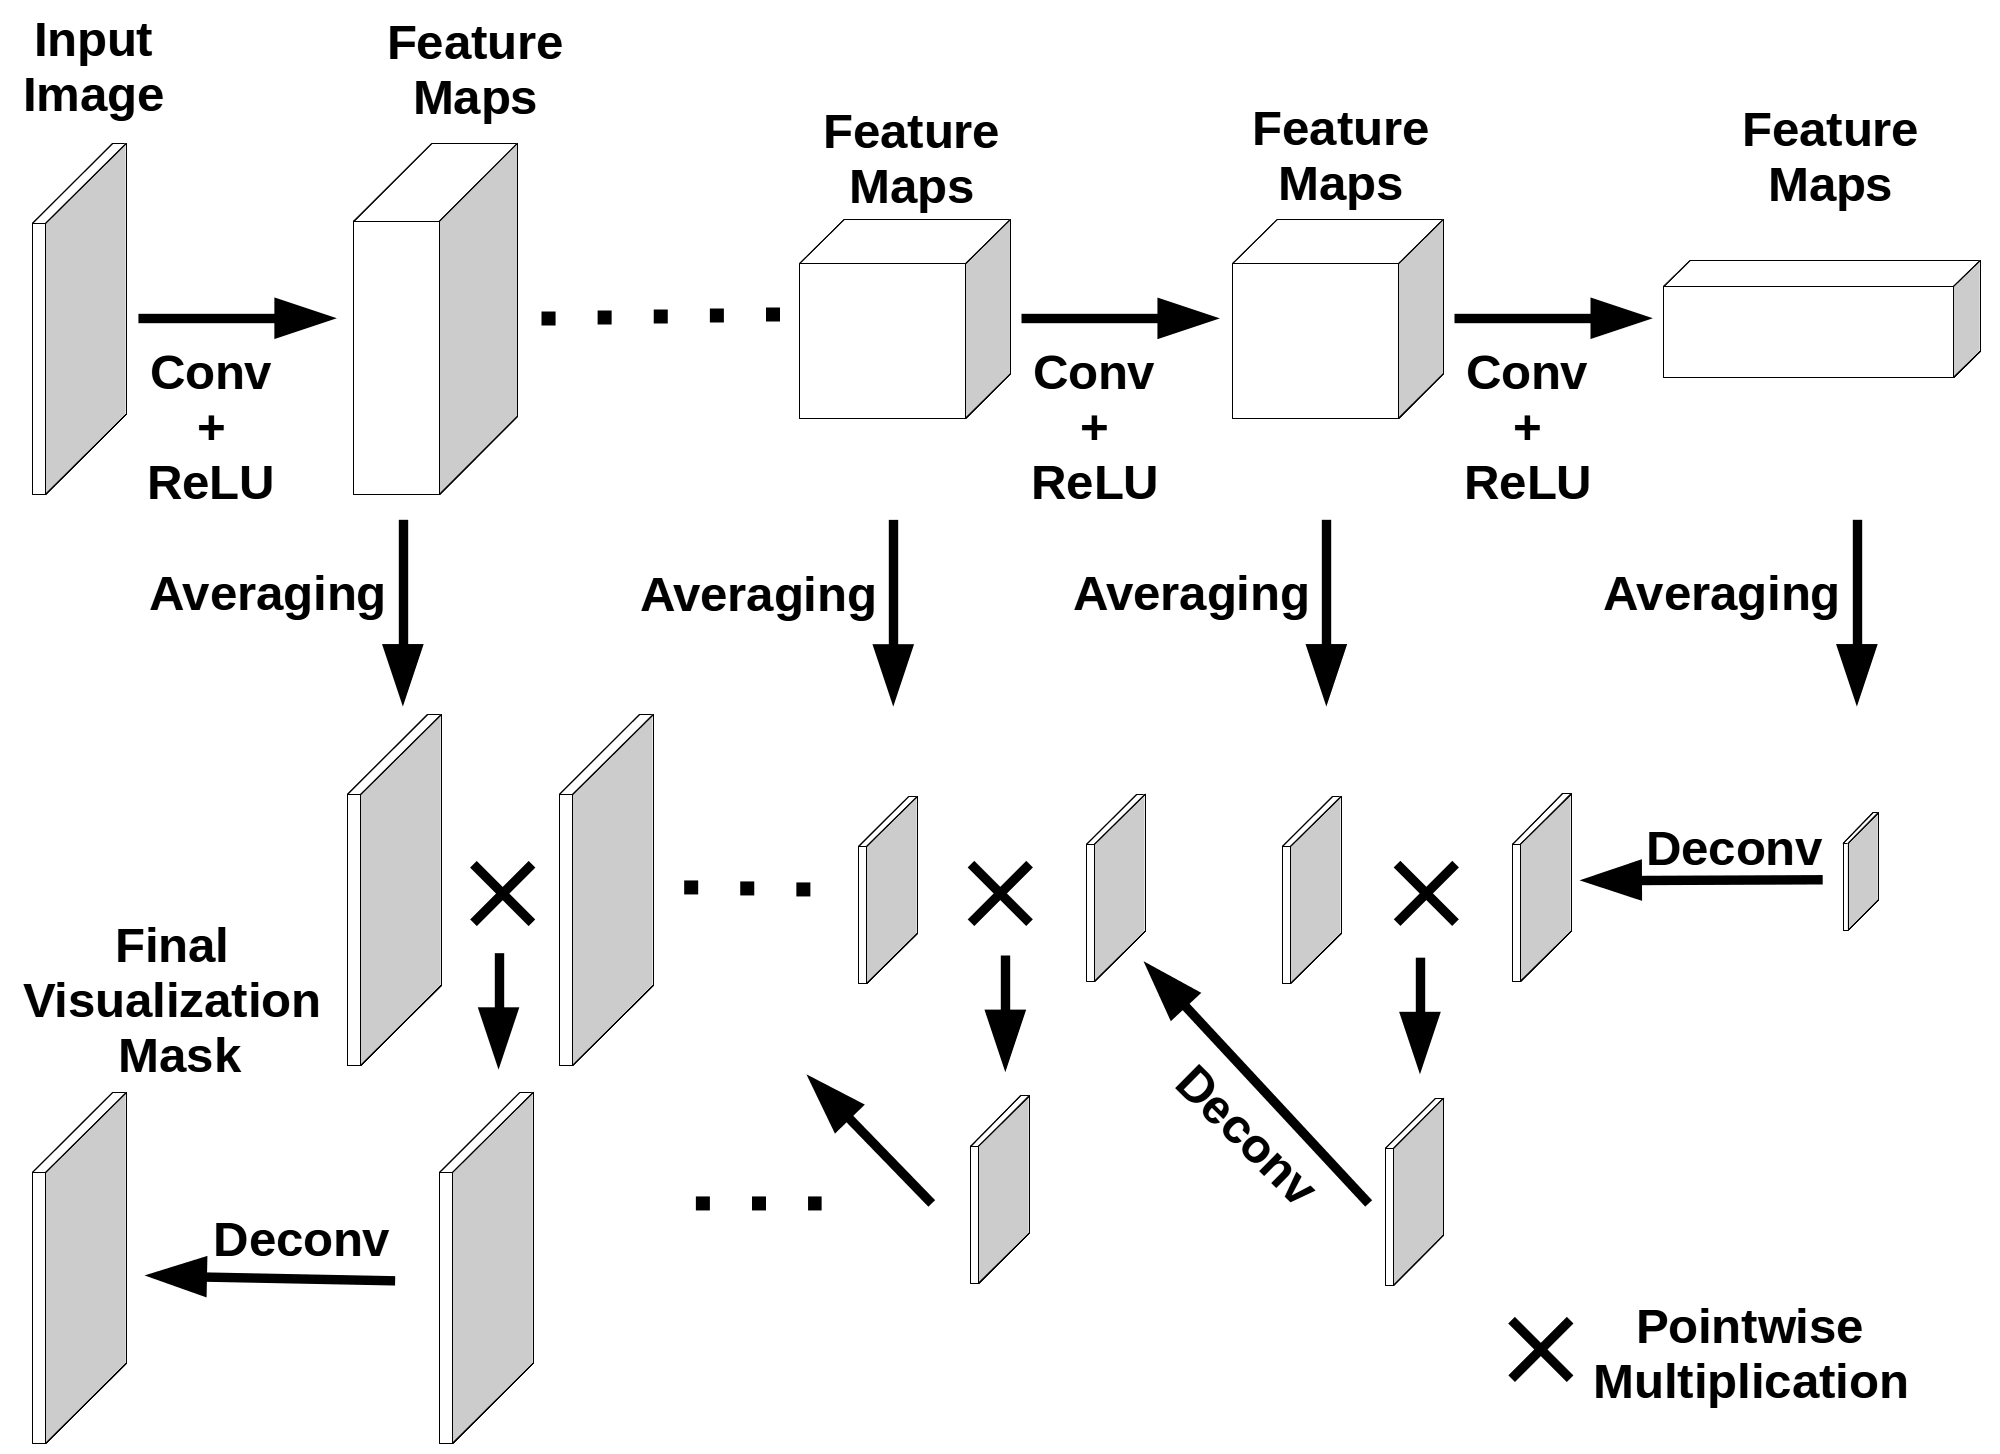 Input
Image
Feature
Maps
Feature
Maps
Feature
Maps
Feature
Maps
Conv
+
ReLU
Conv
+
ReLU
Conv
+
ReLU
Averaging
Averaging
Averaging
Averaging
Deconv
Final
Visualization
Mask
Deconv
Deconv
Pointwise
Multiplication